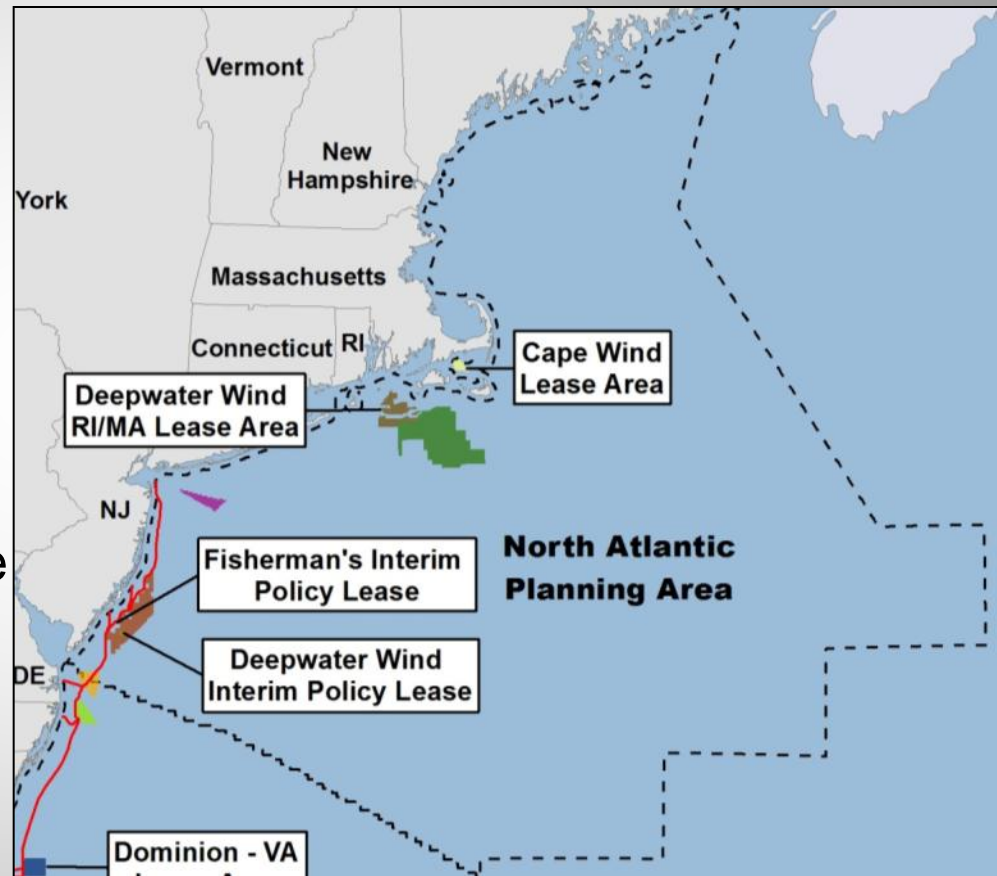 Vermont
New
Hampshire
York
Massachusetts
Connecticut
RI
Cape Wind
Lease Area
Deepwater Wind
RI/MA Lease Area
NJ
North Atlantic
Planning Area
Fisherman's Interim
Policy Lease
e
Deepwater Wind
Interim Policy Lease
DE
Dominion - VA